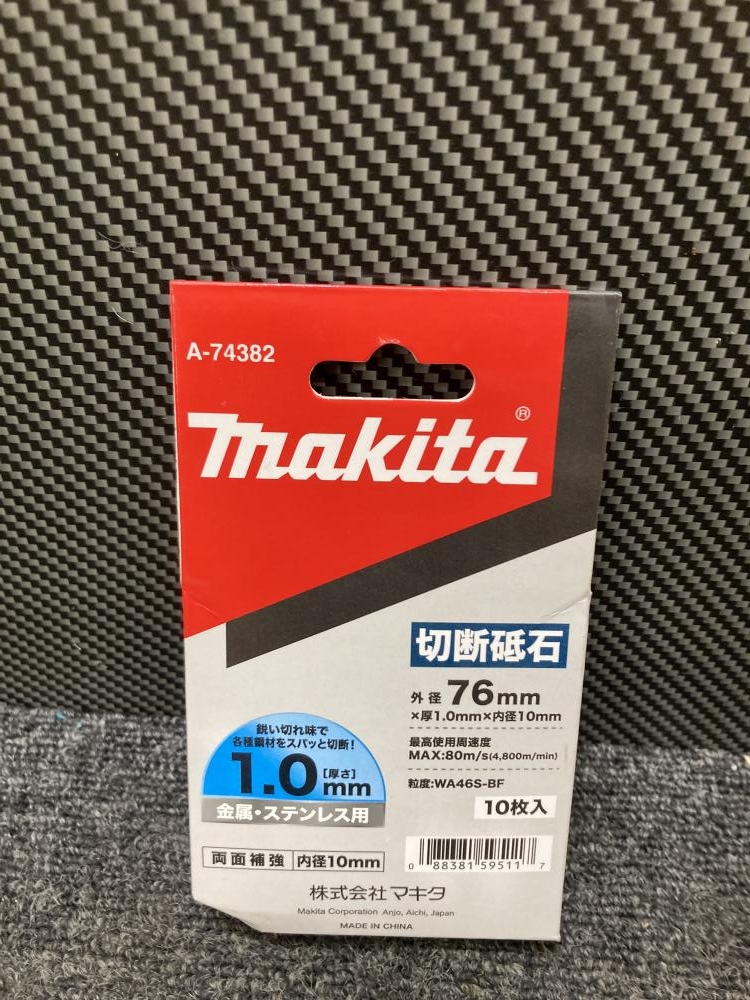 A-74382
makita®
切断砥石
外径 76mm
×厚1.0mm×内径10mm
最高使用周速度
MAX:80m/s(4,800m/min)
粒度:WA46S-BF
10枚入
鋭い切れ味で
各種鋼材をスパッと切断!
1.0mm [厚さ]
金属・ステンレス用
両面補強 内径10mm
0 88381 59511 7
株式会社マキタ
Makita Corporation Anjo, Aichi, Japan
MADE IN CHINA